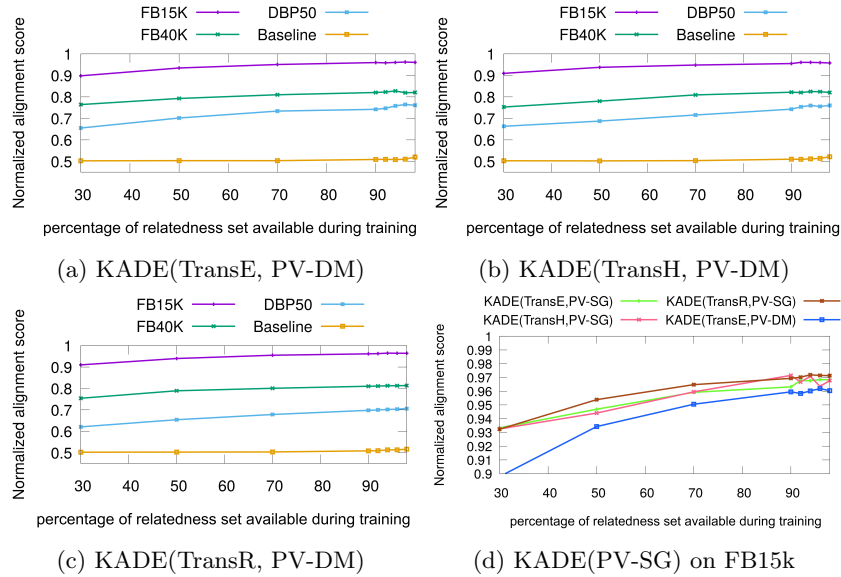 FB15K DBP50
FB40K Baseline
Normalized alignment score
1
0.9
0.8
0.7
0.6
0.5
30 40 50 60 70 80 90
percentage of relatedness set available during training
(a) KADE(TransE, PV-DM)
FB15K DBP50
FB40K Baseline
Normalized alignment score
1
0.9
0.8
0.7
0.6
0.5
30 40 50 60 70 80 90
percentage of relatedness set available during training
(b) KADE(TransH, PV-DM)
FB15K DBP50
FB40K Baseline
Normalized alignment score
1
0.9
0.8
0.7
0.6
0.5
30 40 50 60 70 80 90
percentage of relatedness set available during training
(c) KADE(TransR, PV-DM)
KADE(TransE,PV-SG) KADE(TransR,PV-SG)
KADE(TransH,PV-SG) KADE(TransE,PV-DM)
Normalized alignment score
1
0.99
0.98
0.97
0.96
0.95
0.94
0.93
0.92
0.91
0.9
30 40 50 60 70 80 90
percentage of relatedness set available during training
(d) KADE(PV-SG) on FB15k